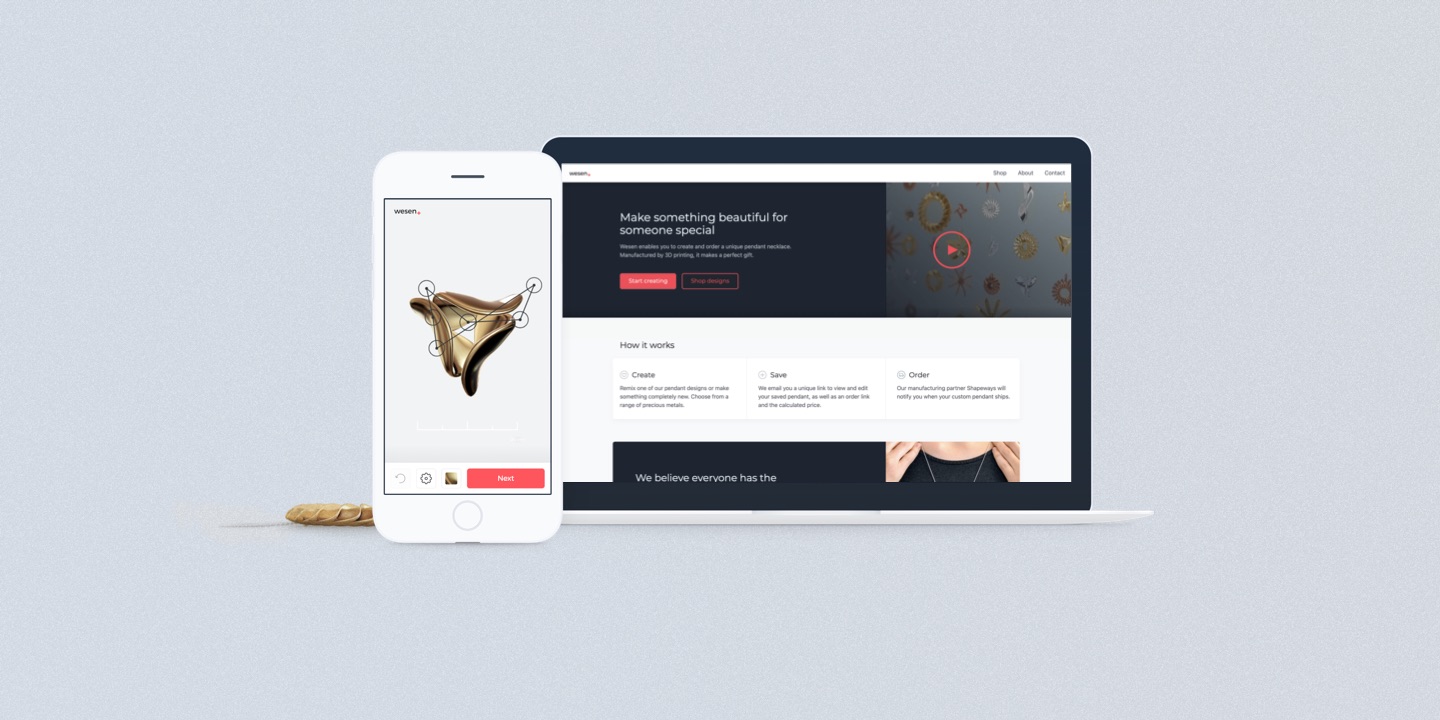 wesen.
Next
wesen.
Shop About Contact
Make something beautiful for
someone special
Wesen enables you to create and order a unique pendant necklace.
Manufactured by 3D printing, it makes a perfect gift.
Start creating Shop designs
How it works
Create
Remix one of our pendant designs or make
something completely new. Choose from a
range of precious metals.
Save
We email you a unique link to view and edit
your saved pendant, as well as an order link
and the calculated price.
Order
Our manufacturing partner Shapeways will
notify you when your custom pendant ships.
We believe everyone has the